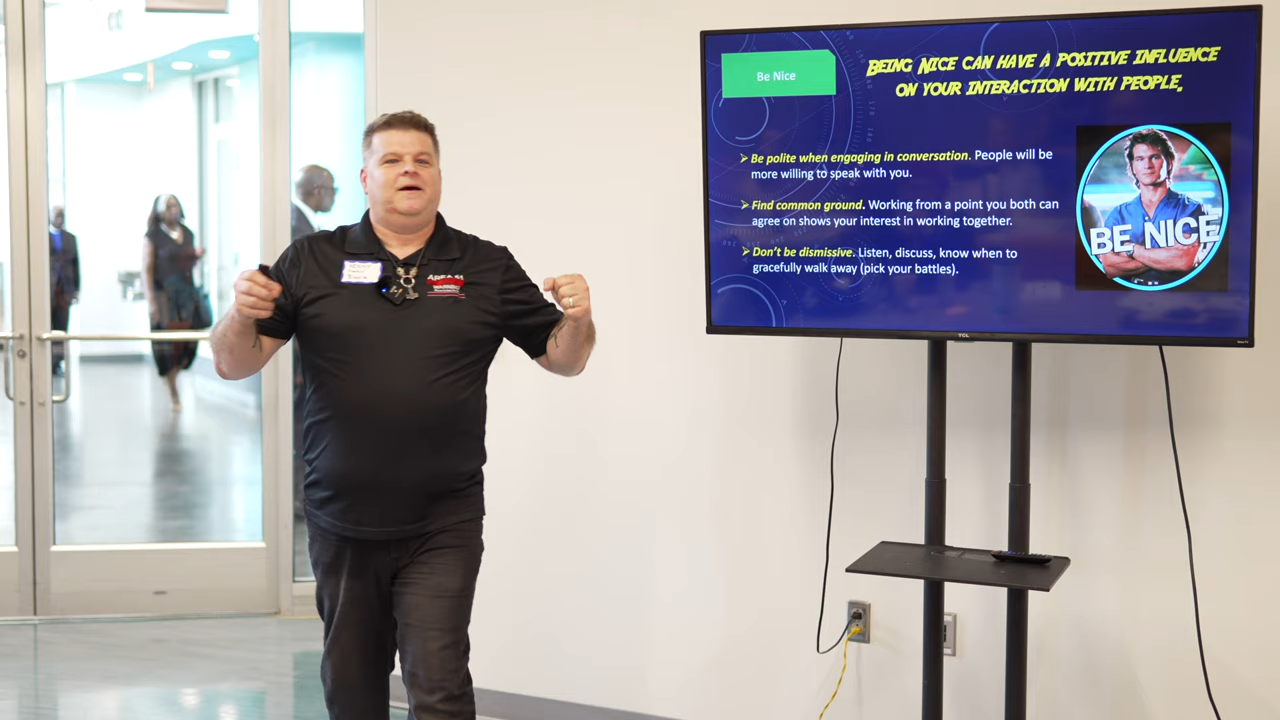 Be Nice
BEING NICE CAN HAVE A POSITIVE INFLUENCE
ON YOUR INTERACTION WITH PEOPLE.
➢ Be polite when engaging in conversation. People will be
more willing to speak with you.
➢ Find common ground. Working from a point you both can
agree on shows your interest in working together.
➢ Don't be dismissive. Listen, discuss, know when to
gracefully walk away (pick your battles).
BE NICE
TCL
AREA 51